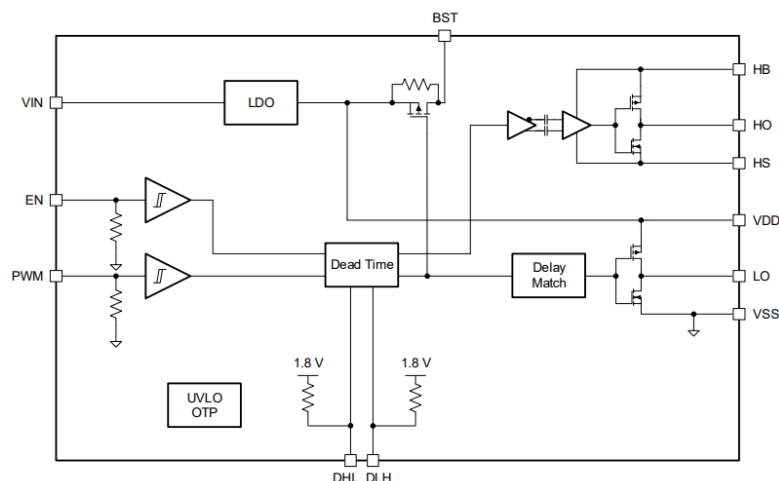 BST
HB
VIN
LDO
HO
HS
EN
VDD
Dead Time
Delay
Match
PWM
LO
VSS
1.8 V
1.8 V
UVLO
OTP
DHL
DLH